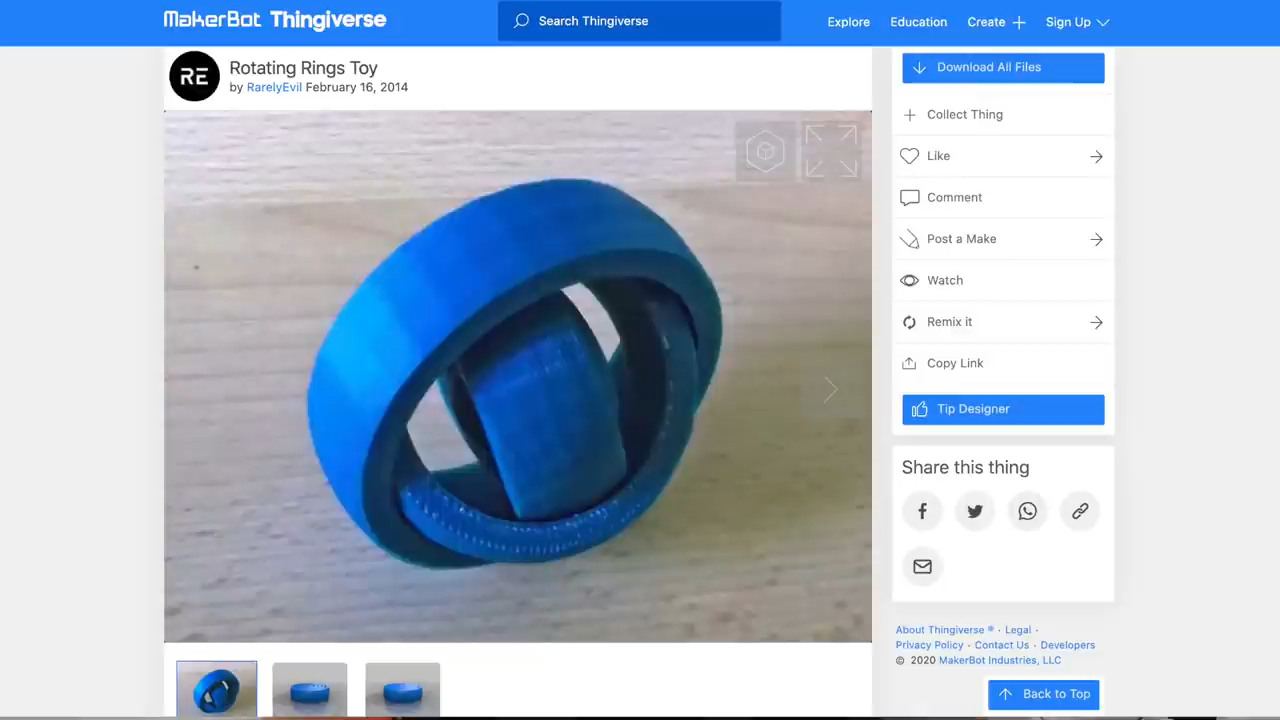 MakerBot Thingiverse
Search Thingiverse
Explore
Education
Create
Sign Up
RE
Rotating Rings Toy
by RarelyEvil February 16, 2014
Download All Files
Collect Thing
Like
Comment
Post a Make
Watch
Remix it
Copy Link
Tip Designer
Share this thing
About Thingiverse ® · Legal ·
Privacy Policy · Contact Us · Developers
© 2020 MakerBot Industries, LLC
Back to Top